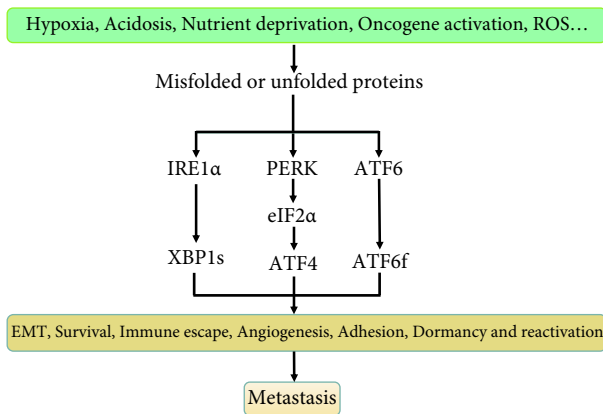 Hypoxia, Acidosis, Nutrient deprivation, Oncogene activation, ROS…
Misfolded or unfolded proteins
IRE1α PERK ATF6
eIF2α
XBP1s ATF4 ATF6f
EMT, Survival, Immune escape, Angiogenesis, Adhesion, Dormancy and reactivation
Metastasis